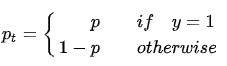 p_t = { p if y = 1
1 − p otherwise